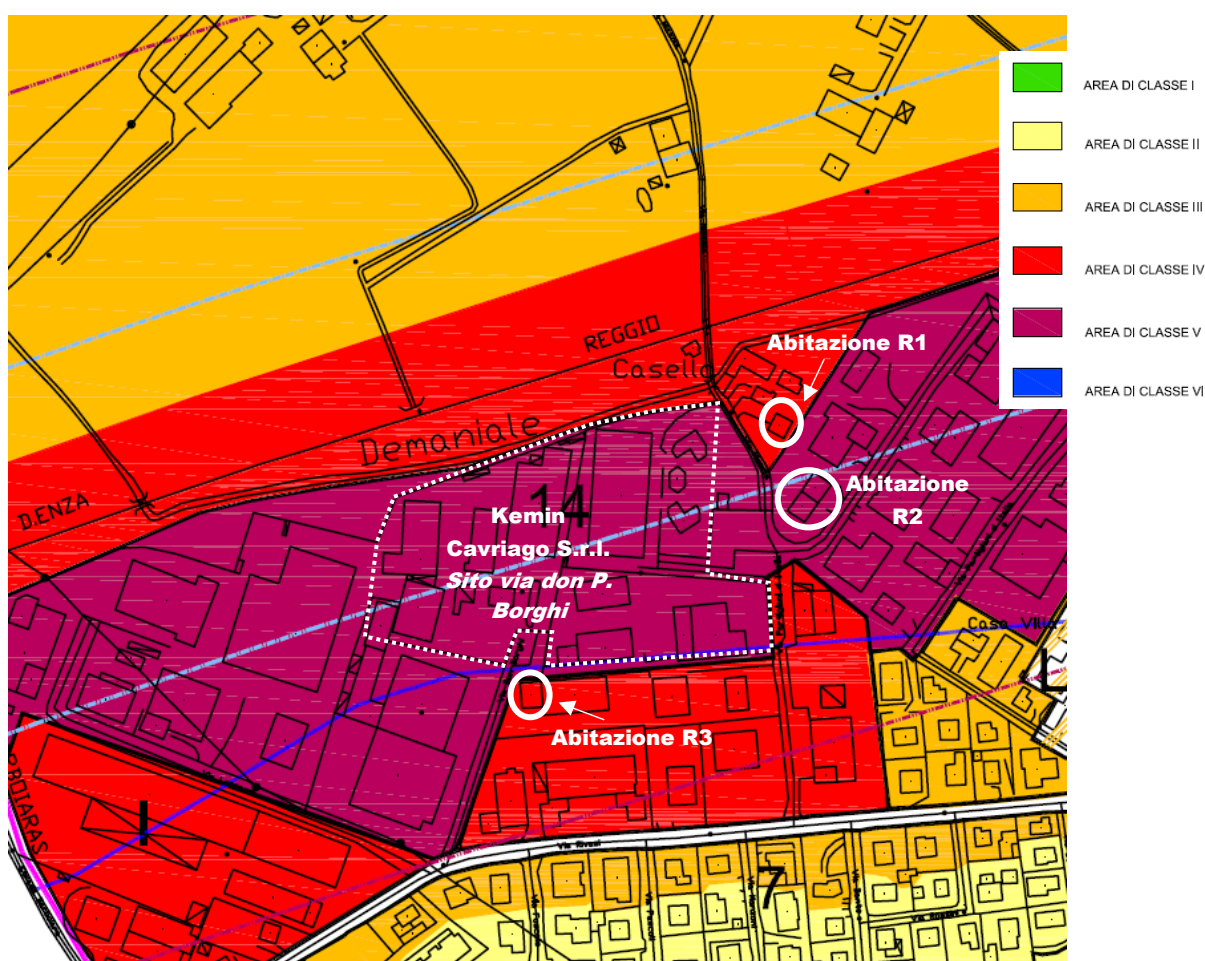 AREA DI CLASSE I
AREA DI CLASSE II
AREA DI CLASSE III
AREA DI CLASSE IV
AREA DI CLASSE V
AREA DI CLASSE VI
REGGIO
Casello
Demaniale
D.ENZA
Abitazione R1
Abitazione
R2
14
Kemin
Cavriago S.r.l.
Sito via don P.
Borghi
Casa Villa
Abitazione R3
Via Rivasi
7